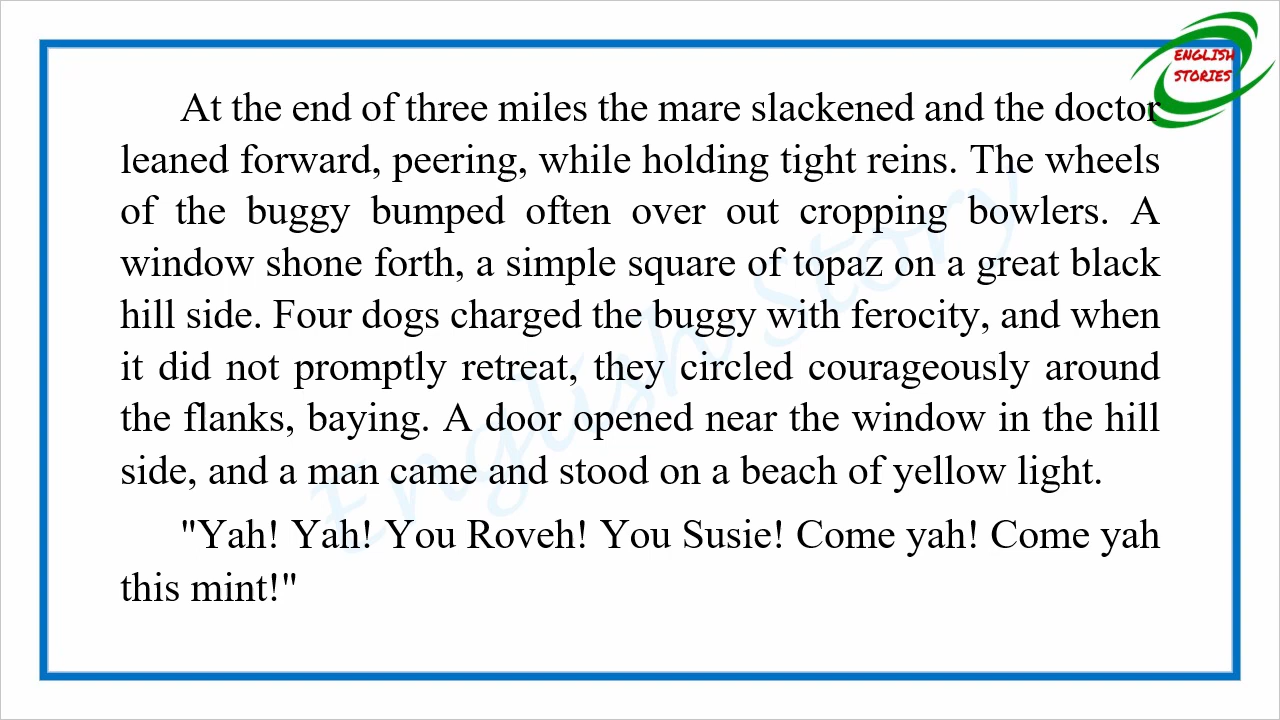 ENGLISH
STORIES
At the end of three miles the mare slackened and the doctor
leaned forward, peering, while holding tight reins. The wheels
of the buggy bumped often over out cropping bowlers. A
window shone forth, a simple square of topaz on a great black
hill side. Four dogs charged the buggy with ferocity, and when
it did not promptly retreat, they circled courageously around
the flanks, baying. A door opened near the window in the hill
side, and a man came and stood on a beach of yellow light.
"Yah! Yah! You Roveh! You Susie! Come yah! Come yah
this mint!"
English Story